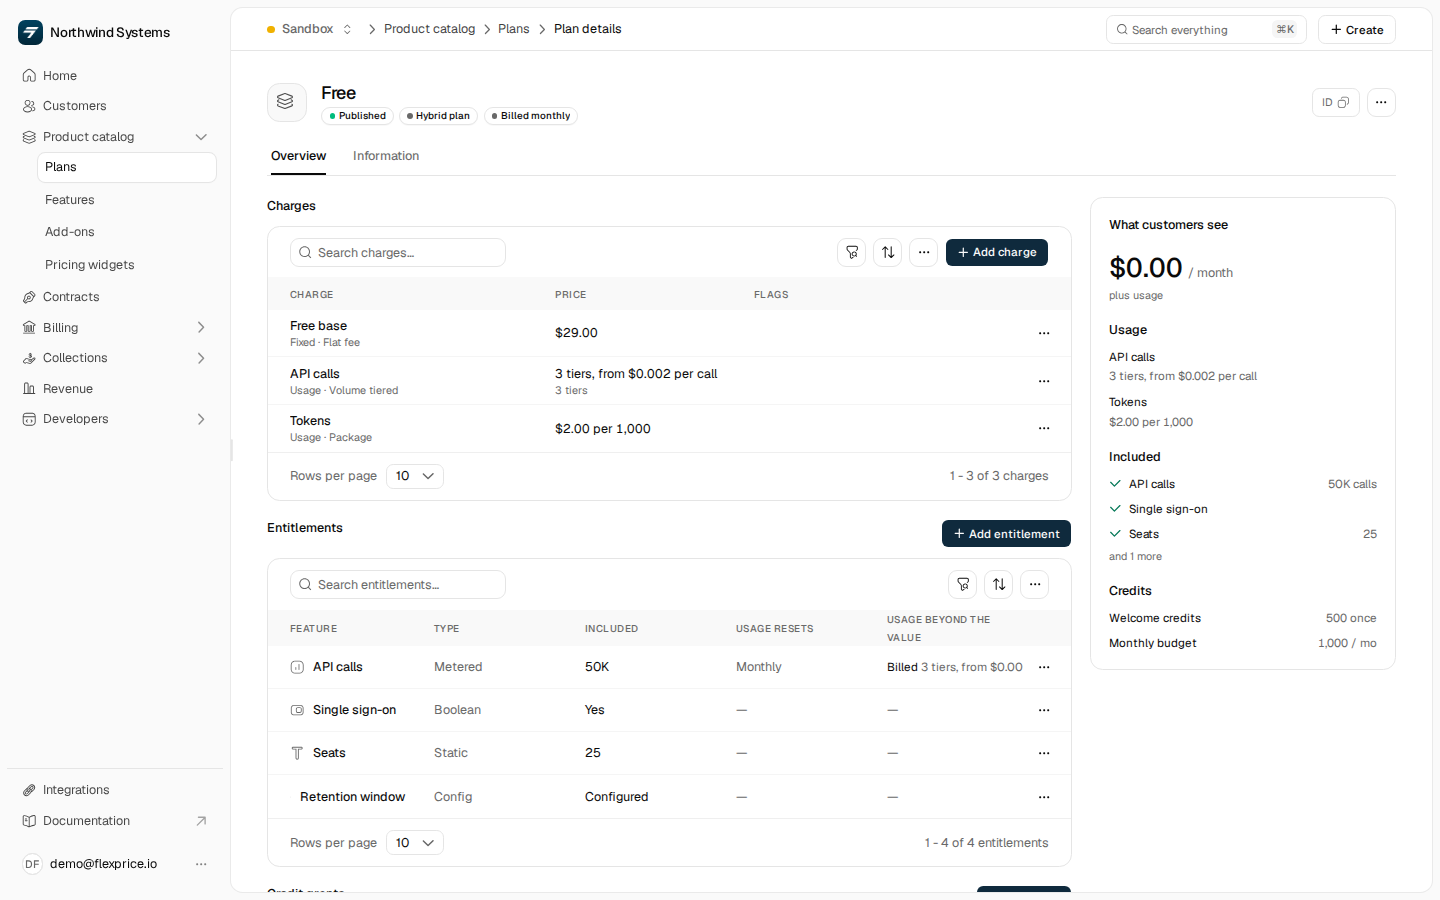 Northwind Systems
Home
Customers
Product catalog
Plans
Features
Add-ons
Pricing widgets
Contracts
Billing
Collections
Revenue
Developers
Integrations
Documentation
DF demo@flexprice.io
Sandbox Product catalog Plans Plan details
Search everything ⌘K
+ Create
Free
Published Hybrid plan Billed monthly
ID
Overview Information
Charges
Search charges...
+ Add charge
CHARGE PRICE FLAGS
Free base
Fixed · Flat fee
$29.00
API calls
Usage · Volume tiered
3 tiers, from $0.002 per call
3 tiers
Tokens
Usage · Package
$2.00 per 1,000
Rows per page 10 1 - 3 of 3 charges
Entitlements
+ Add entitlement
Search entitlements...
FEATURE TYPE INCLUDED USAGE RESETS USAGE BEYOND THE
VALUE
API calls Metered 50K Monthly Billed 3 tiers, from $0.00
Single sign-on Boolean Yes — —
Seats Static 25 — —
Retention window Config Configured — —
Rows per page 10 1 - 4 of 4 entitlements
What customers see
$0.00 / month
plus usage
Usage
API calls
3 tiers, from $0.002 per call
Tokens
$2.00 per 1,000
Included
API calls 50K calls
Single sign-on
Seats 25
and 1 more
Credits
Welcome credits 500 once
Monthly budget 1,000 / mo